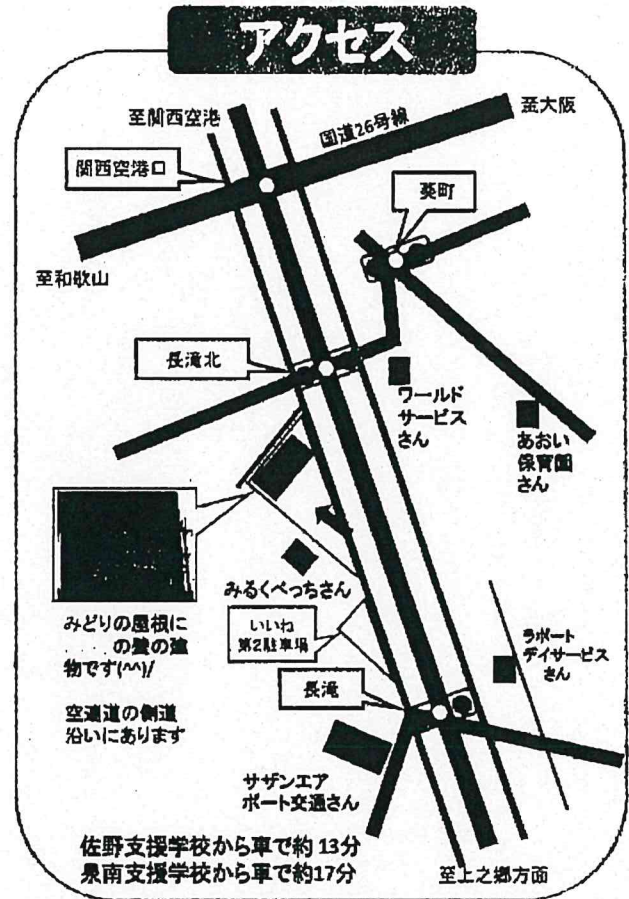 アクセス
至関西空港
国道26号線
至大阪
関西空港口
葵町
至和歌山
長滝北
ワールド
サービス
さん
あおい
保育園
さん
みるくぺっちさん
みどりの屋根に
の壁の建
物です(^^)/
いいね
第2駐車場
ラポート
デイサービス
さん
長滝
空連道の側道
沿いにあります
サザンエア
ポート交通さん
佐野支援学校から車で約13分
泉南支援学校から車で約17分
至上之郷方面